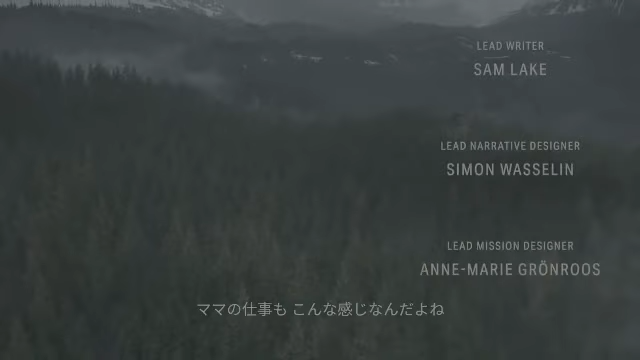 LEAD WRITER
SAM LAKE
LEAD NARRATIVE DESIGNER
SIMON WASSELIN
LEAD MISSION DESIGNER
ANNE-MARIE GRÖNROOS
ママの仕事も こんな感じなんだよね